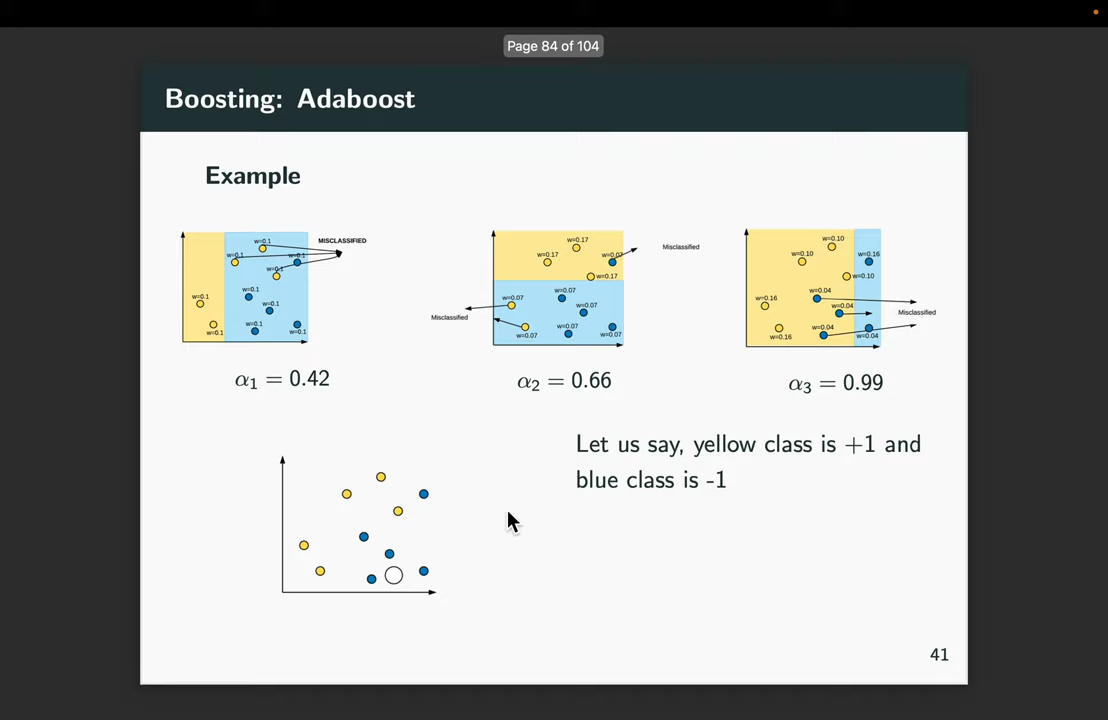 Page 84 of 104
Boosting: Adaboost
Example
w=0.1
MISCLASSIFIED
w=0.1
w=0.1
w=0.1
w=0.1
w=0.1
w=0.1
w=0.1
w=0.1
w=0.1
w=0.17
Misclassified
w=0.17
w=0.07
w=0.17
w=0.07
w=0.07
w=0.07
Misclassified
w=0.07
w=0.07
w=0.07
w=0.10
w=0.10
w=0.16
w=0.10
w=0.16
w=0.04
w=0.04
Misclassified
w=0.04
w=0.16
w=0.04
α1 = 0.42
α2 = 0.66
α3 = 0.99
Let us say, yellow class is +1 and
blue class is -1
41